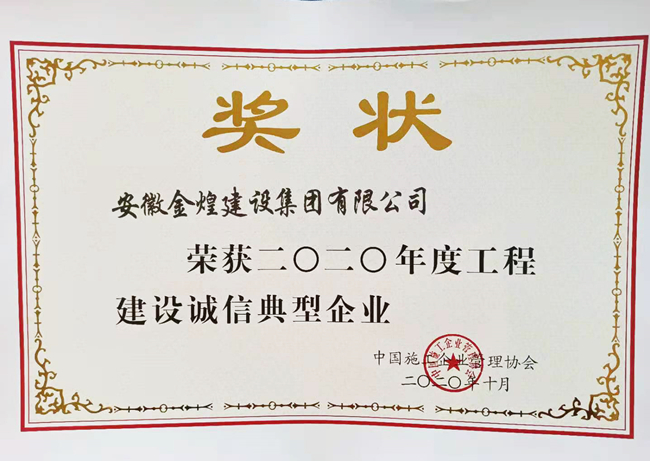 奖状
安徽金煌建设集团有限公司
荣获二〇二〇年度工程
建设诚信典型企业
中国施工企业管理协会
二〇二〇年十月